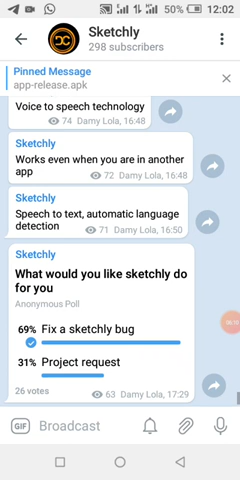 50% 12:02
DC
Sketchly
298 subscribers
Pinned Message
app-release.apk
Voice to speech technology
74 Damy Lola, 16:48
Sketchly
Works even when you are in another
app
72 Damy Lola, 16:48
Sketchly
Speech to text, automatic language
detection
71 Damy Lola, 16:50
Sketchly
What would you like sketchly do
for you
Anonymous Poll
69% Fix a sketchly bug
31% Project request
26 votes
63 Damy Lola, 17:29
GIF Broadcast